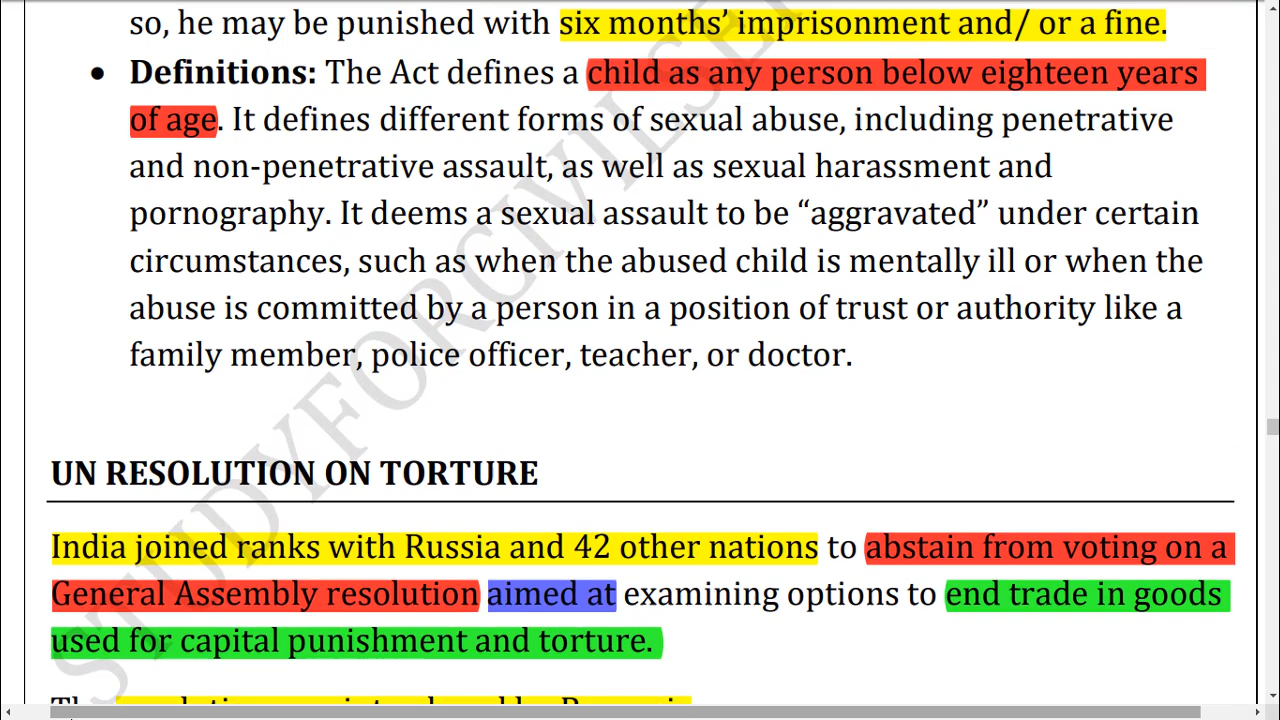 so, he may be punished with six months’ imprisonment and/ or a fine.
• Definitions: The Act defines a child as any person below eighteen years
of age. It defines different forms of sexual abuse, including penetrative
and non-penetrative assault, as well as sexual harassment and
pornography. It deems a sexual assault to be “aggravated” under certain
circumstances, such as when the abused child is mentally ill or when the
abuse is committed by a person in a position of trust or authority like a
family member, police officer, teacher, or doctor.
UN RESOLUTION ON TORTURE
India joined ranks with Russia and 42 other nations to abstain from voting on a
General Assembly resolution aimed at examining options to end trade in goods
used for capital punishment and torture.
STUDYFORCIVILSER